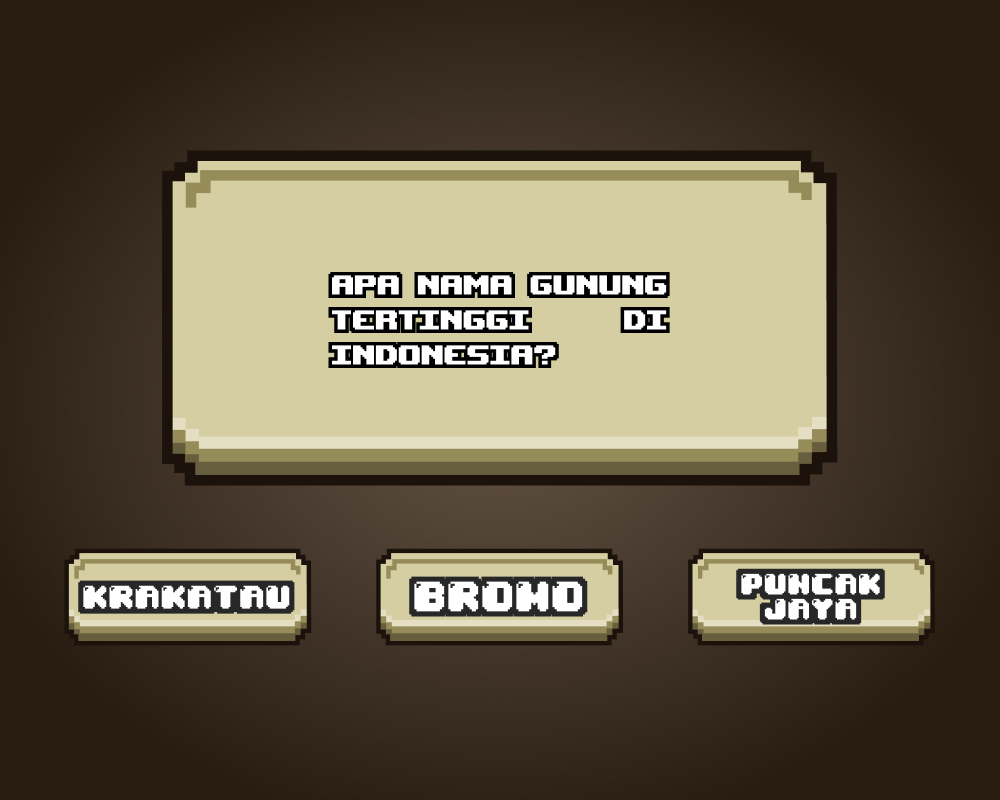 APA NAMA GUNUNG
TERTINGGI DI
INDONESIA?
KRAKATAU
BROMO
PUNCAK
JAYA